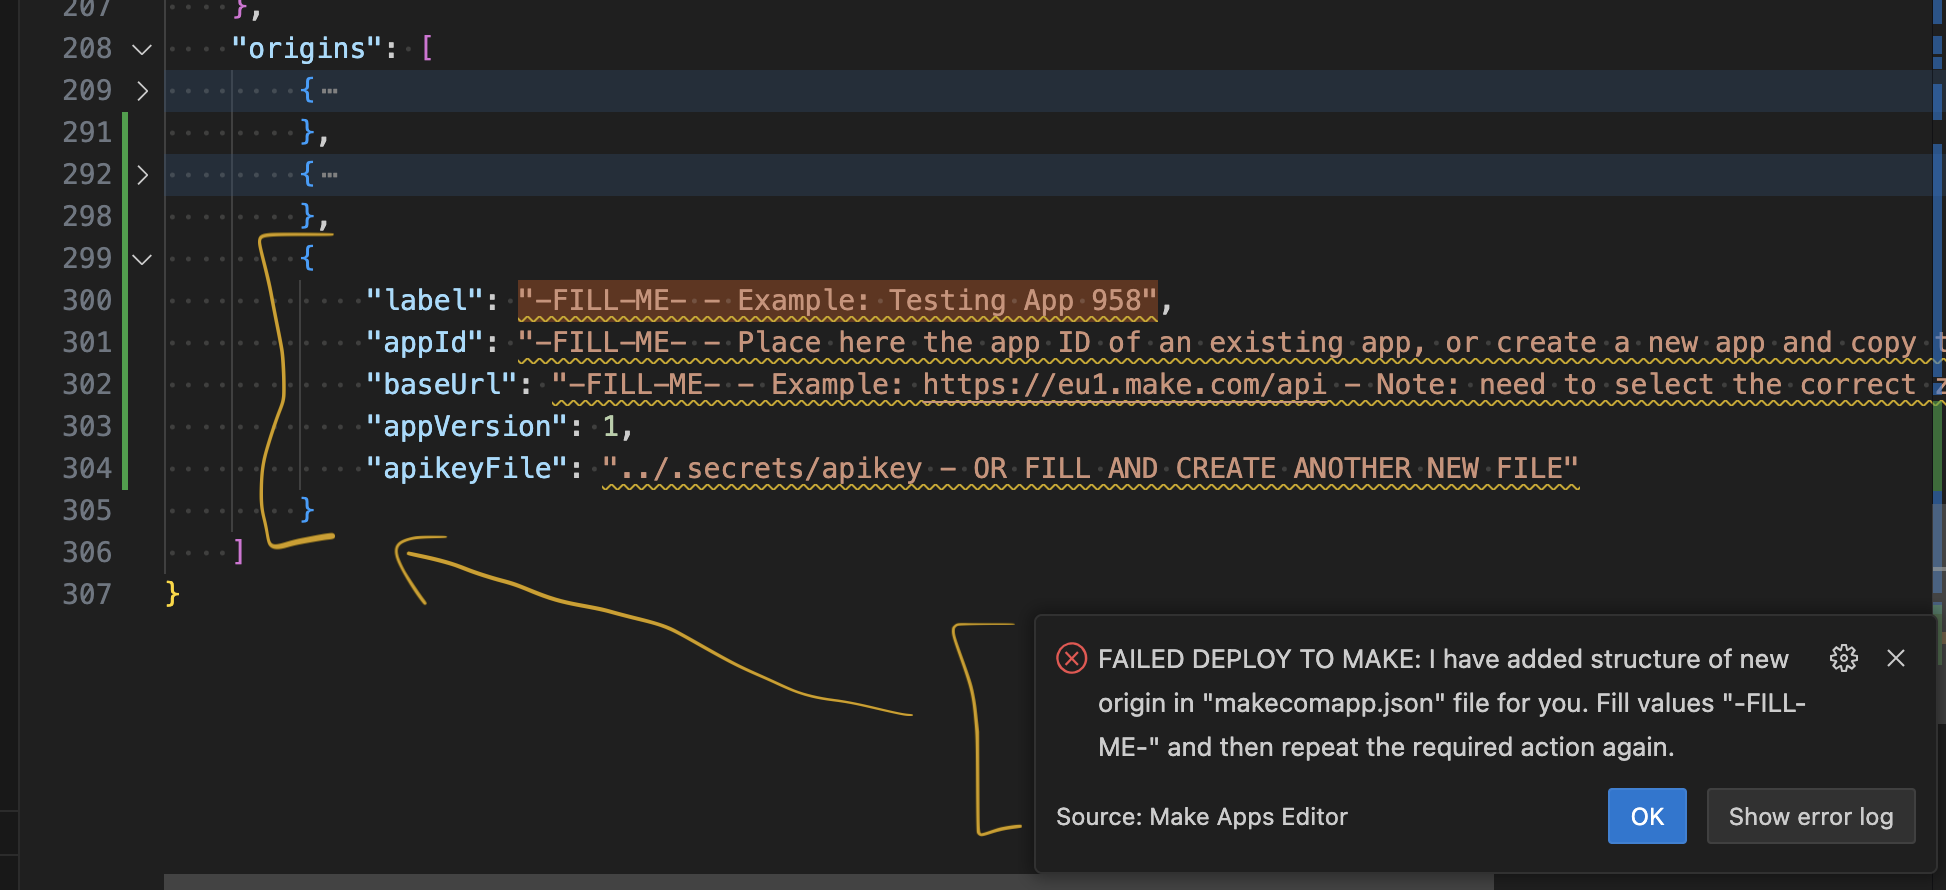 207 },
208 "origins": [
209 { …
291 },
292 { …
298 },
299 {
300 "label": "-FILL-ME- - Example: Testing App 958",
301 "appId": "-FILL-ME- - Place here the app ID of an existing app, or create a new app and copy
302 "baseUrl": "-FILL-ME- - Example: https://eu1.make.com/api - Note: need to select the correct
303 "appVersion": 1,
304 "apikeyFile": "../.secrets/apikey - OR FILL AND CREATE ANOTHER NEW FILE"
305 }
306 ]
307 }
FAILED DEPLOY TO MAKE: I have added structure of new
origin in "makecomapp.json" file for you. Fill values "-FILL-
ME-" and then repeat the required action again.
Source: Make Apps Editor
OK
Show error log